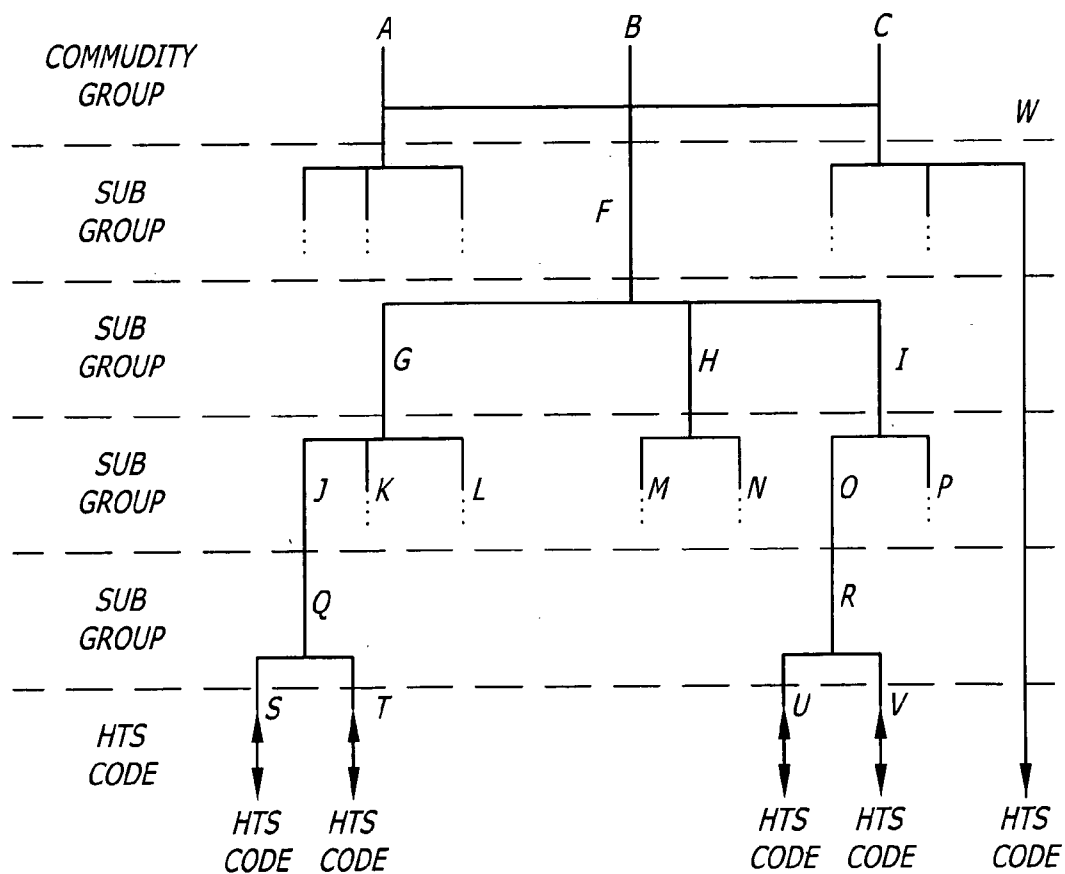 A B C
COMMUDITY
GROUP
W
SUB
GROUP
F
SUB
GROUP
G H I
SUB
GROUP
J K L M N O P
SUB
GROUP
Q R
S T U V
HTS
CODE
HTS HTS HTS HTS HTS
CODE CODE CODE CODE CODE